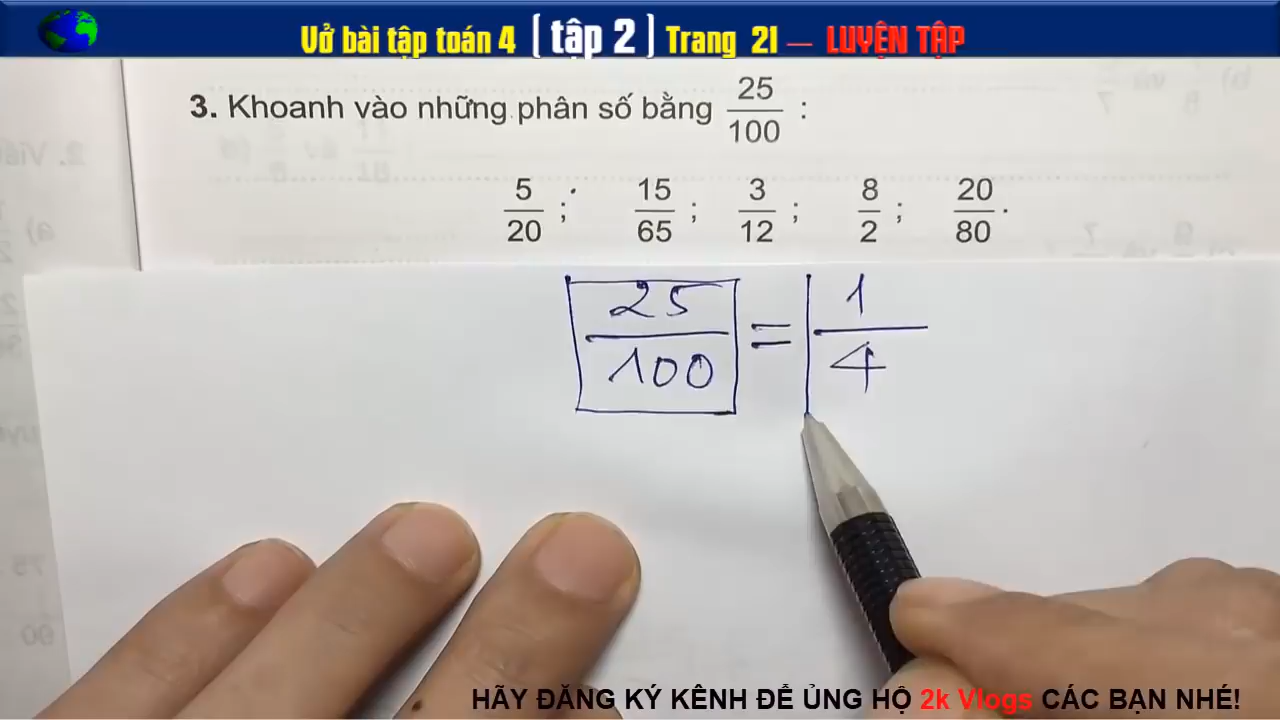 Vở bài tập toán 4 ( tập 2 ) Trang 21 — LUYỆN TẬP
3. Khoanh vào những phân số bằng 25/100 :
5/20 ; 15/65 ; 3/12 ; 8/2 ; 20/80 .
25/100 = 1/4
HÃY ĐĂNG KÝ KÊNH ĐỂ ỦNG HỘ 2k Vlogs CÁC BẠN NHÉ!